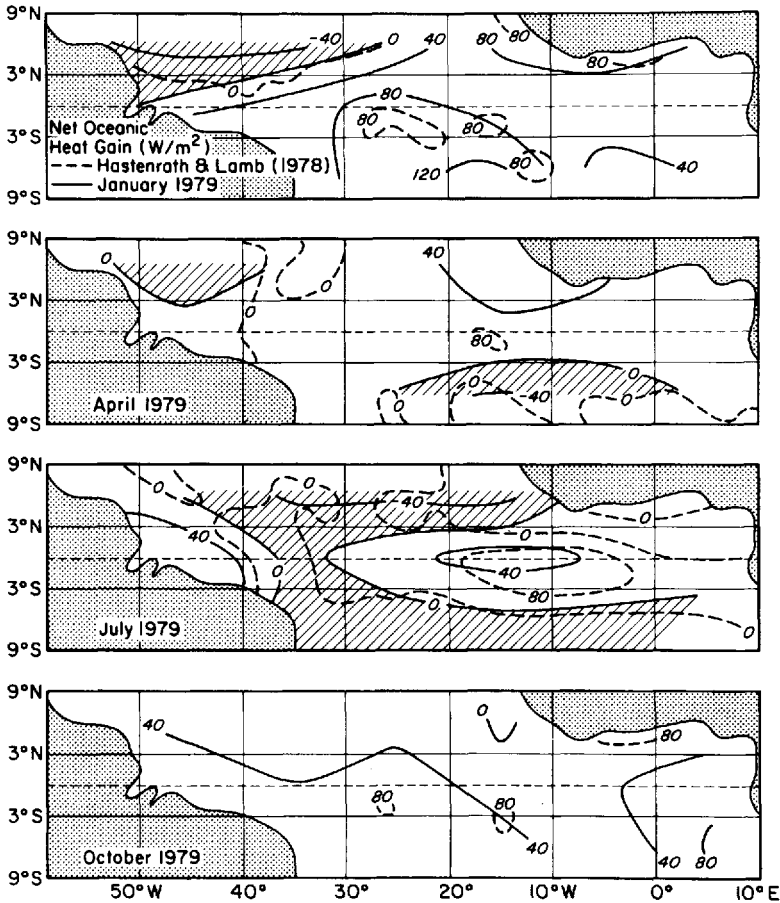 9°N
3°N
3°S
9°S
-40 0 40 80 80 80
0
80
80 80 80
120 40
Net Oceanic
Heat Gain (W/m²)
Hastenrath & Lamb (1978)
January 1979
9°N
3°N
3°S
9°S
0 0 0 40
80
0 0 -40 0
April 1979
9°N
3°N
3°S
9°S
0 0 -40 0
40 0 0
40
80
0 0
0
July 1979
9°N
3°N
3°S
9°S
40 0 80
80 80
40 40 80
October 1979
50°W 40° 30° 20° 10°W 0° 10°E